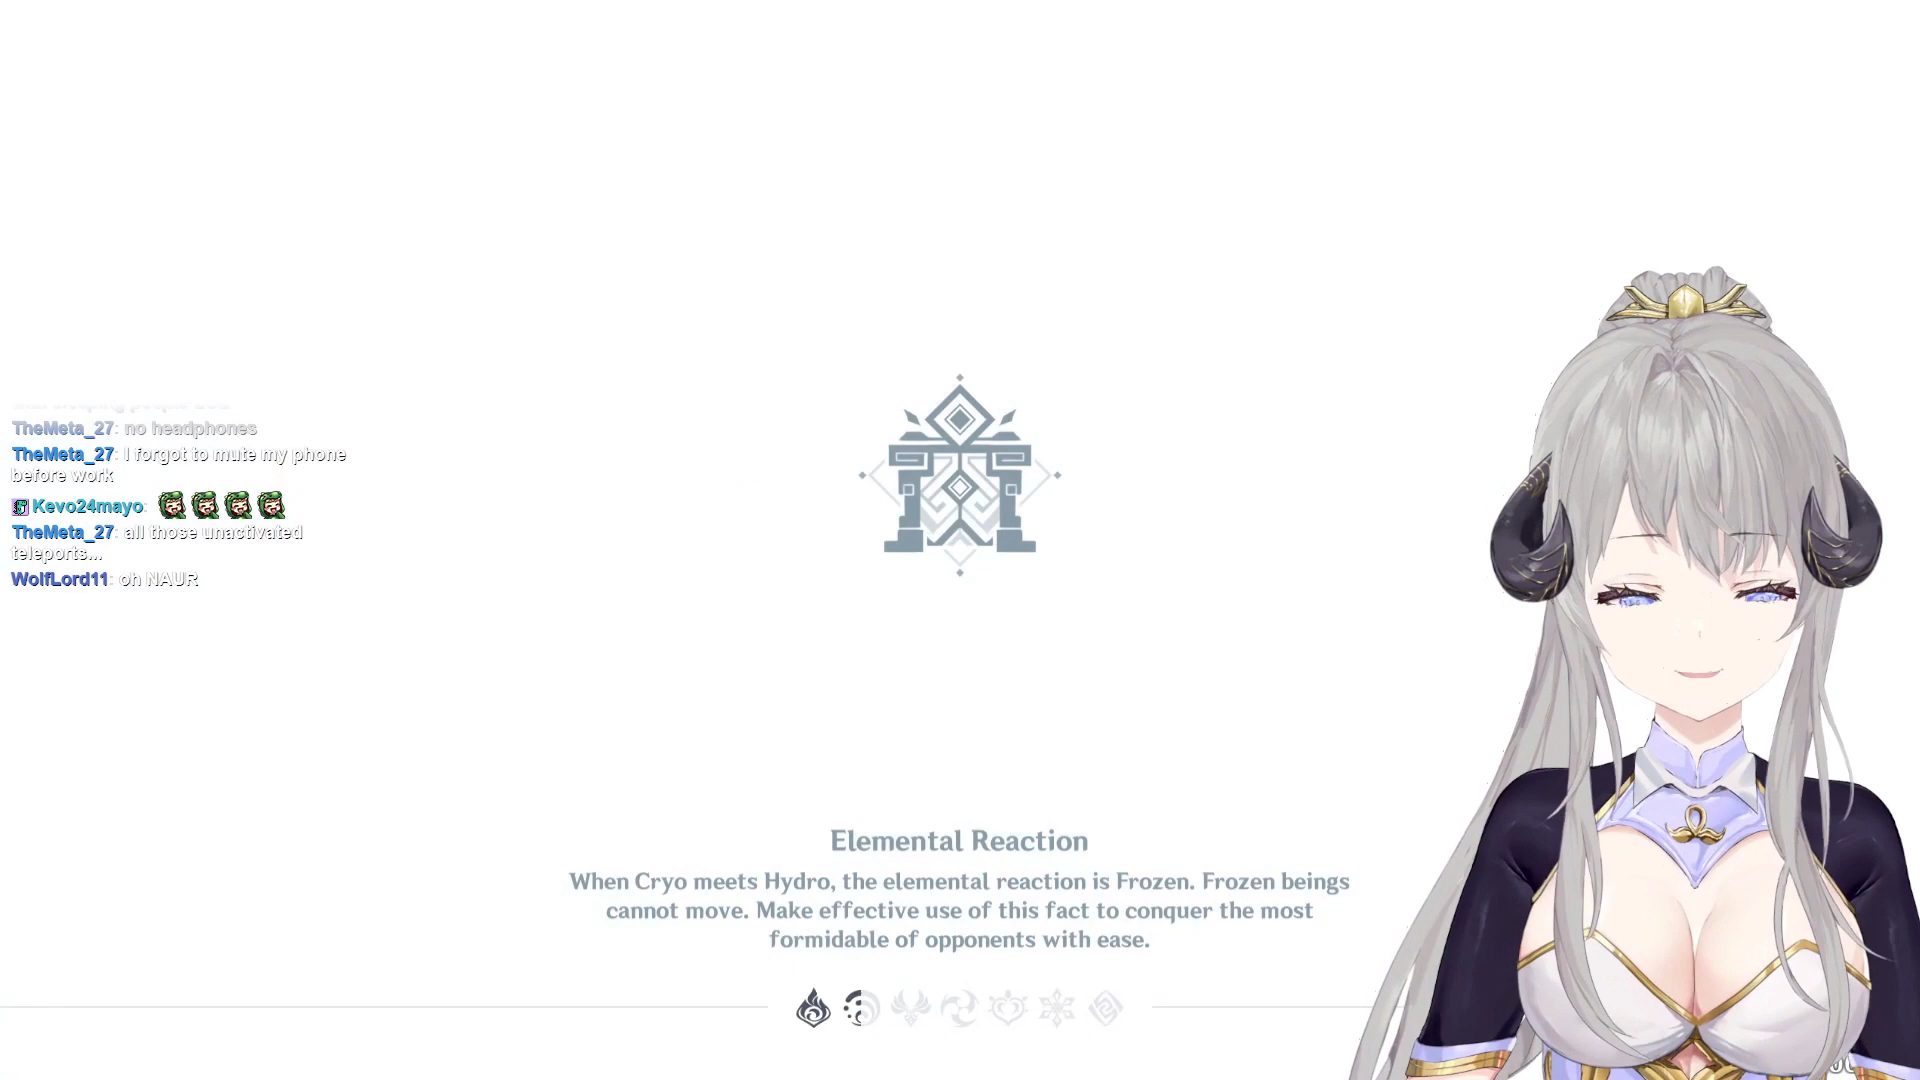 TheMeta_27: no headphones
TheMeta_27: I forgot to mute my phone
before work
Kevo24mayo:
TheMeta_27: all those unactivated
teleports...
WolfLord11: oh NAUR
Elemental Reaction
When Cryo meets Hydro, the elemental reaction is Frozen. Frozen beings
cannot move. Make effective use of this fact to conquer the most
formidable of opponents with ease.